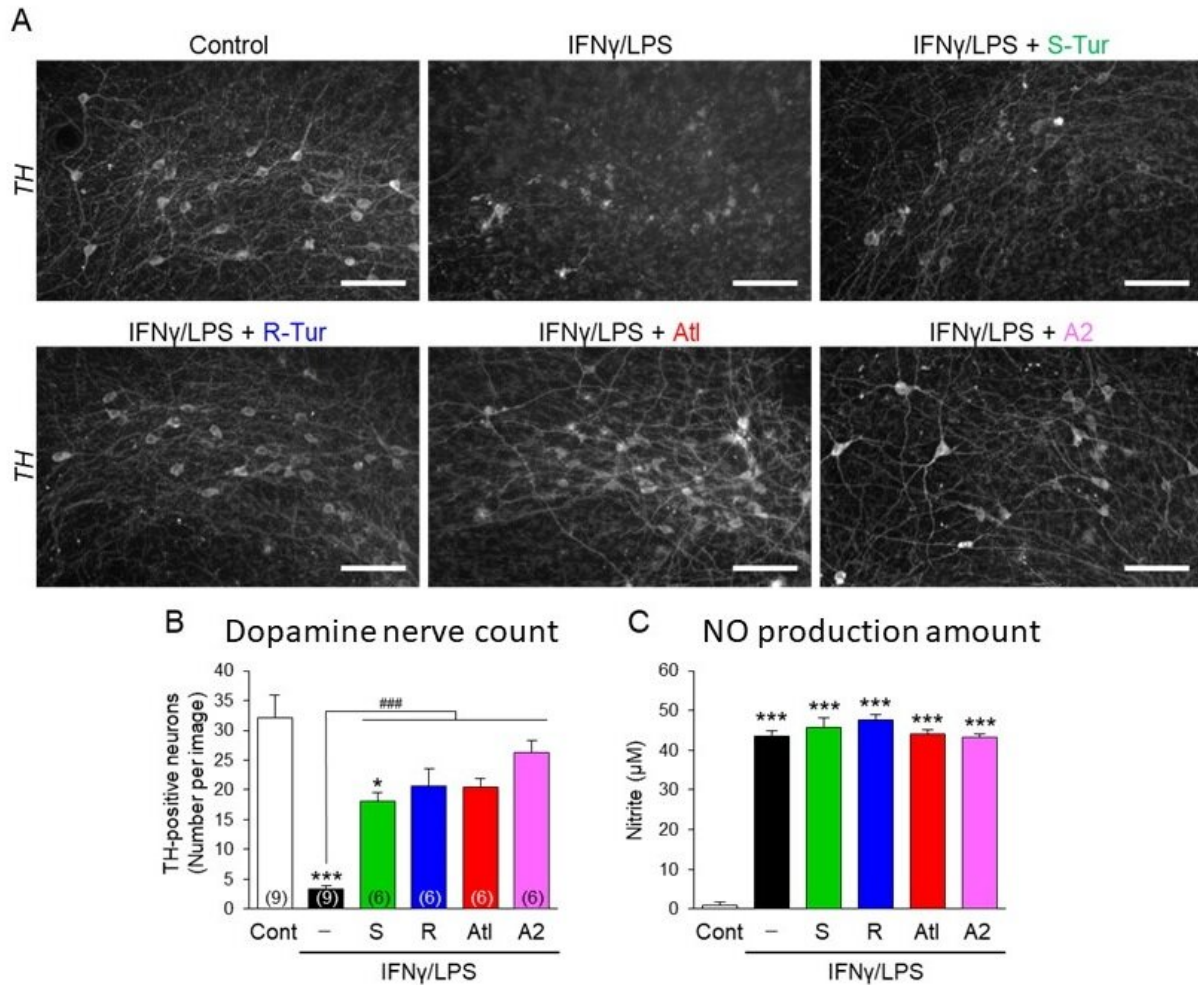 A
Control
IFNγ/LPS
IFNγ/LPS + S-Tur
TH
IFNγ/LPS + R-Tur
IFNγ/LPS + Atl
IFNγ/LPS + A2
TH
B Dopamine nerve count
TH-positive neurons
(Number per image)
40
35
30
25
20
15
10
5
0
###
***
*
(9) (9) (6) (6) (6) (6)
Cont – S R Atl A2
IFNγ/LPS
C NO production amount
Nitrite (μM)
60
50
40
30
20
10
0
*** *** *** *** ***
Cont – S R Atl A2
IFNγ/LPS